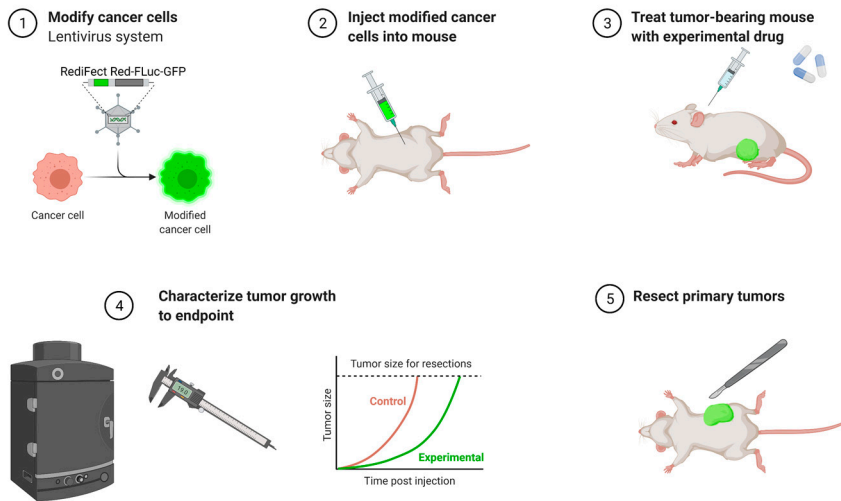 1
Modify cancer cells
Lentivirus system
RediFect Red-FLuc-GFP
Cancer cell
Modified
cancer cell
2
Inject modified cancer
cells into mouse
3
Treat tumor-bearing mouse
with experimental drug
4
Characterize tumor growth
to endpoint
Tumor size for resections
Control
Experimental
Tumor size
Time post injection
5
Resect primary tumors